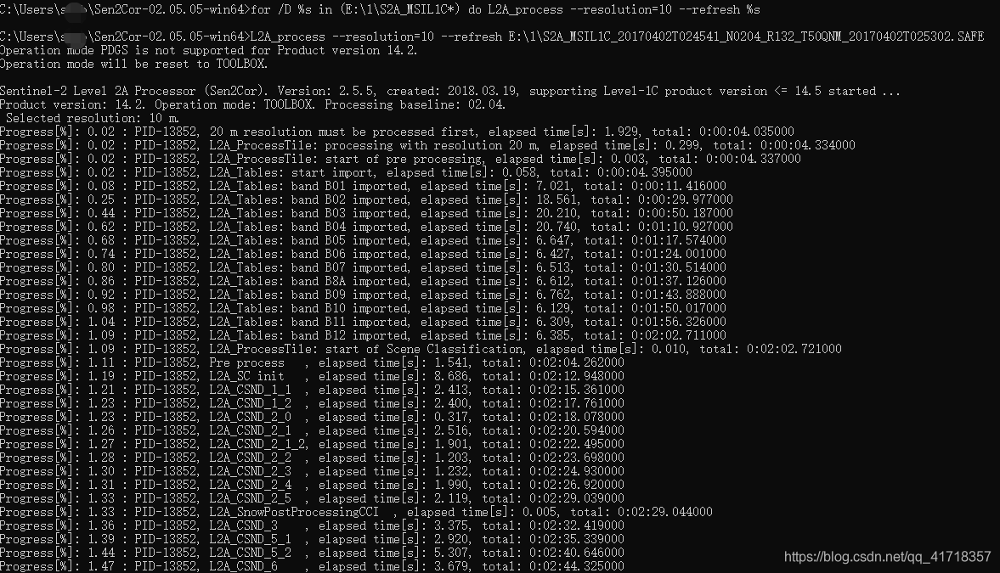 C:\Users\s\Sen2Cor-02.05.05-win64>for /D %s in (E:\1\S2A_MSIL1C*) do L2A_process --resolution=10 --refresh %s
C:\Users\s\Sen2Cor-02.05.05-win64>L2A_process --resolution=10 --refresh E:\1\S2A_MSIL1C_20170402T024541_N0204_R132_T50QNM_20170402T025302.SAFE
Operation mode PDGS is not supported for Product version 14.2.
Operation mode will be reset to TOOLBOX.
Sentinel-2 Level 2A Processor (Sen2Cor). Version: 2.5.5, created: 2018.03.19, supporting Level-1C product version <= 14.5 started ...
Product version: 14.2. Operation mode: TOOLBOX. Processing baseline: 02.04.
Selected resolution: 10 m.
Progress[%]: 0.02 : PID-13852, 20 m resolution must be processed first, elapsed time[s]: 1.929, total: 0:00:04.035000
Progress[%]: 0.02 : PID-13852, L2A_ProcessTile: processing with resolution 20 m, elapsed time[s]: 0.299, total: 0:00:04.334000
Progress[%]: 0.02 : PID-13852, L2A_ProcessTile: start of pre processing, elapsed time[s]: 0.003, total: 0:00:04.337000
Progress[%]: 0.02 : PID-13852, L2A_Tables: start import, elapsed time[s]: 0.058, total: 0:00:04.395000
Progress[%]: 0.08 : PID-13852, L2A_Tables: band B01 imported, elapsed time[s]: 7.021, total: 0:00:11.416000
Progress[%]: 0.25 : PID-13852, L2A_Tables: band B02 imported, elapsed time[s]: 18.561, total: 0:00:29.977000
Progress[%]: 0.44 : PID-13852, L2A_Tables: band B03 imported, elapsed time[s]: 20.210, total: 0:00:50.187000
Progress[%]: 0.62 : PID-13852, L2A_Tables: band B04 imported, elapsed time[s]: 20.740, total: 0:01:10.927000
Progress[%]: 0.68 : PID-13852, L2A_Tables: band B05 imported, elapsed time[s]: 6.647, total: 0:01:17.574000
Progress[%]: 0.74 : PID-13852, L2A_Tables: band B06 imported, elapsed time[s]: 6.427, total: 0:01:24.001000
Progress[%]: 0.80 : PID-13852, L2A_Tables: band B07 imported, elapsed time[s]: 6.513, total: 0:01:30.514000
Progress[%]: 0.86 : PID-13852, L2A_Tables: band B8A imported, elapsed time[s]: 6.612, total: 0:01:37.126000
Progress[%]: 0.92 : PID-13852, L2A_Tables: band B09 imported, elapsed time[s]: 6.762, total: 0:01:43.888000
Progress[%]: 0.98 : PID-13852, L2A_Tables: band B10 imported, elapsed time[s]: 6.129, total: 0:01:50.017000
Progress[%]: 1.04 : PID-13852, L2A_Tables: band B11 imported, elapsed time[s]: 6.309, total: 0:01:56.326000
Progress[%]: 1.09 : PID-13852, L2A_Tables: band B12 imported, elapsed time[s]: 6.385, total: 0:02:02.711000
Progress[%]: 1.09 : PID-13852, L2A_ProcessTile: start of Scene Classification, elapsed time[s]: 0.010, total: 0:02:02.721000
Progress[%]: 1.11 : PID-13852, Pre process , elapsed time[s]: 1.541, total: 0:02:04.262000
Progress[%]: 1.19 : PID-13852, L2A_SC init , elapsed time[s]: 8.686, total: 0:02:12.948000
Progress[%]: 1.21 : PID-13852, L2A_CSND_1_1 , elapsed time[s]: 2.413, total: 0:02:15.361000
Progress[%]: 1.23 : PID-13852, L2A_CSND_1_2 , elapsed time[s]: 2.400, total: 0:02:17.761000
Progress[%]: 1.23 : PID-13852, L2A_CSND_2_0 , elapsed time[s]: 0.317, total: 0:02:18.078000
Progress[%]: 1.26 : PID-13852, L2A_CSND_2_1 , elapsed time[s]: 2.516, total: 0:02:20.594000
Progress[%]: 1.27 : PID-13852, L2A_CSND_2_1_2, elapsed time[s]: 1.901, total: 0:02:22.495000
Progress[%]: 1.28 : PID-13852, L2A_CSND_2_2 , elapsed time[s]: 1.203, total: 0:02:23.698000
Progress[%]: 1.30 : PID-13852, L2A_CSND_2_3 , elapsed time[s]: 1.232, total: 0:02:24.930000
Progress[%]: 1.31 : PID-13852, L2A_CSND_2_4 , elapsed time[s]: 1.990, total: 0:02:26.920000
Progress[%]: 1.33 : PID-13852, L2A_CSND_2_5 , elapsed time[s]: 2.119, total: 0:02:29.039000
Progress[%]: 1.33 : PID-13852, L2A_SnowPostProcessingCCI , elapsed time[s]: 0.005, total: 0:02:29.044000
Progress[%]: 1.36 : PID-13852, L2A_CSND_3 , elapsed time[s]: 3.375, total: 0:02:32.419000
Progress[%]: 1.39 : PID-13852, L2A_CSND_5_1 , elapsed time[s]: 2.920, total: 0:02:35.339000
Progress[%]: 1.44 : PID-13852, L2A_CSND_5_2 , elapsed time[s]: 5.307, total: 0:02:40.646000
Progress[%]: 1.47 : PID-13852, L2A_CSND_6 , elapsed time[s]: 3.679, total: 0:02:44.325000
https://blog.csdn.net/qq_41718357